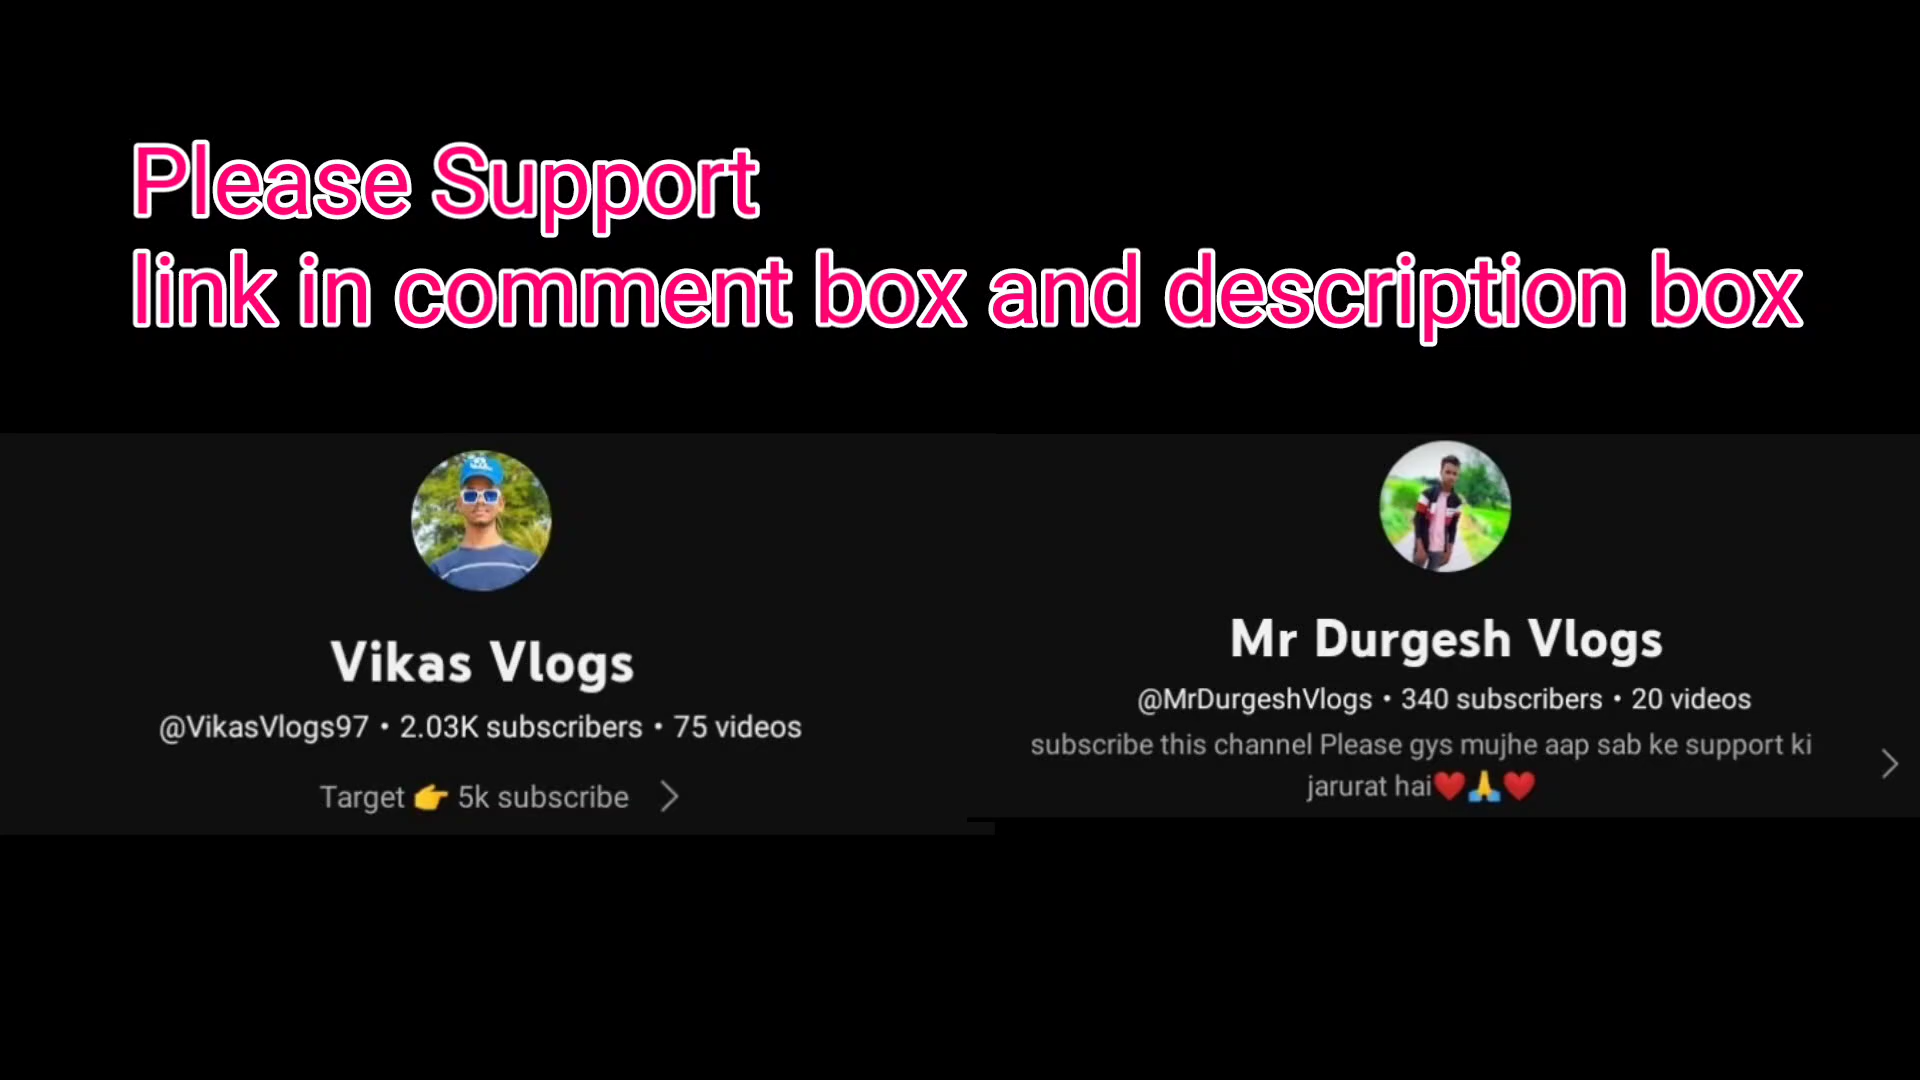 Please Support
link in comment box and description box
Vikas Vlogs
@VikasVlogs97 • 2.03K subscribers • 75 videos
Target 👉 5k subscribe
Mr Durgesh Vlogs
@MrDurgeshVlogs • 340 subscribers • 20 videos
subscribe this channel Please gys mujhe aap sab ke support ki
jarurat hai❤️🙏❤️